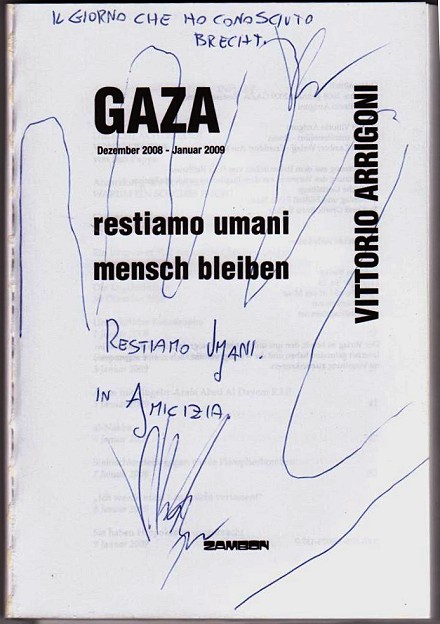 IL GIORNO CHE HO CONOSCIUTO
BRECHT.
GAZA
Dezember 2008 - Januar 2009
VITTORIO ARRIGONI
restiamo umani
mensch bleiben
RESTIAMO UMANI.
IN AMICIZIA.
ZAMBON